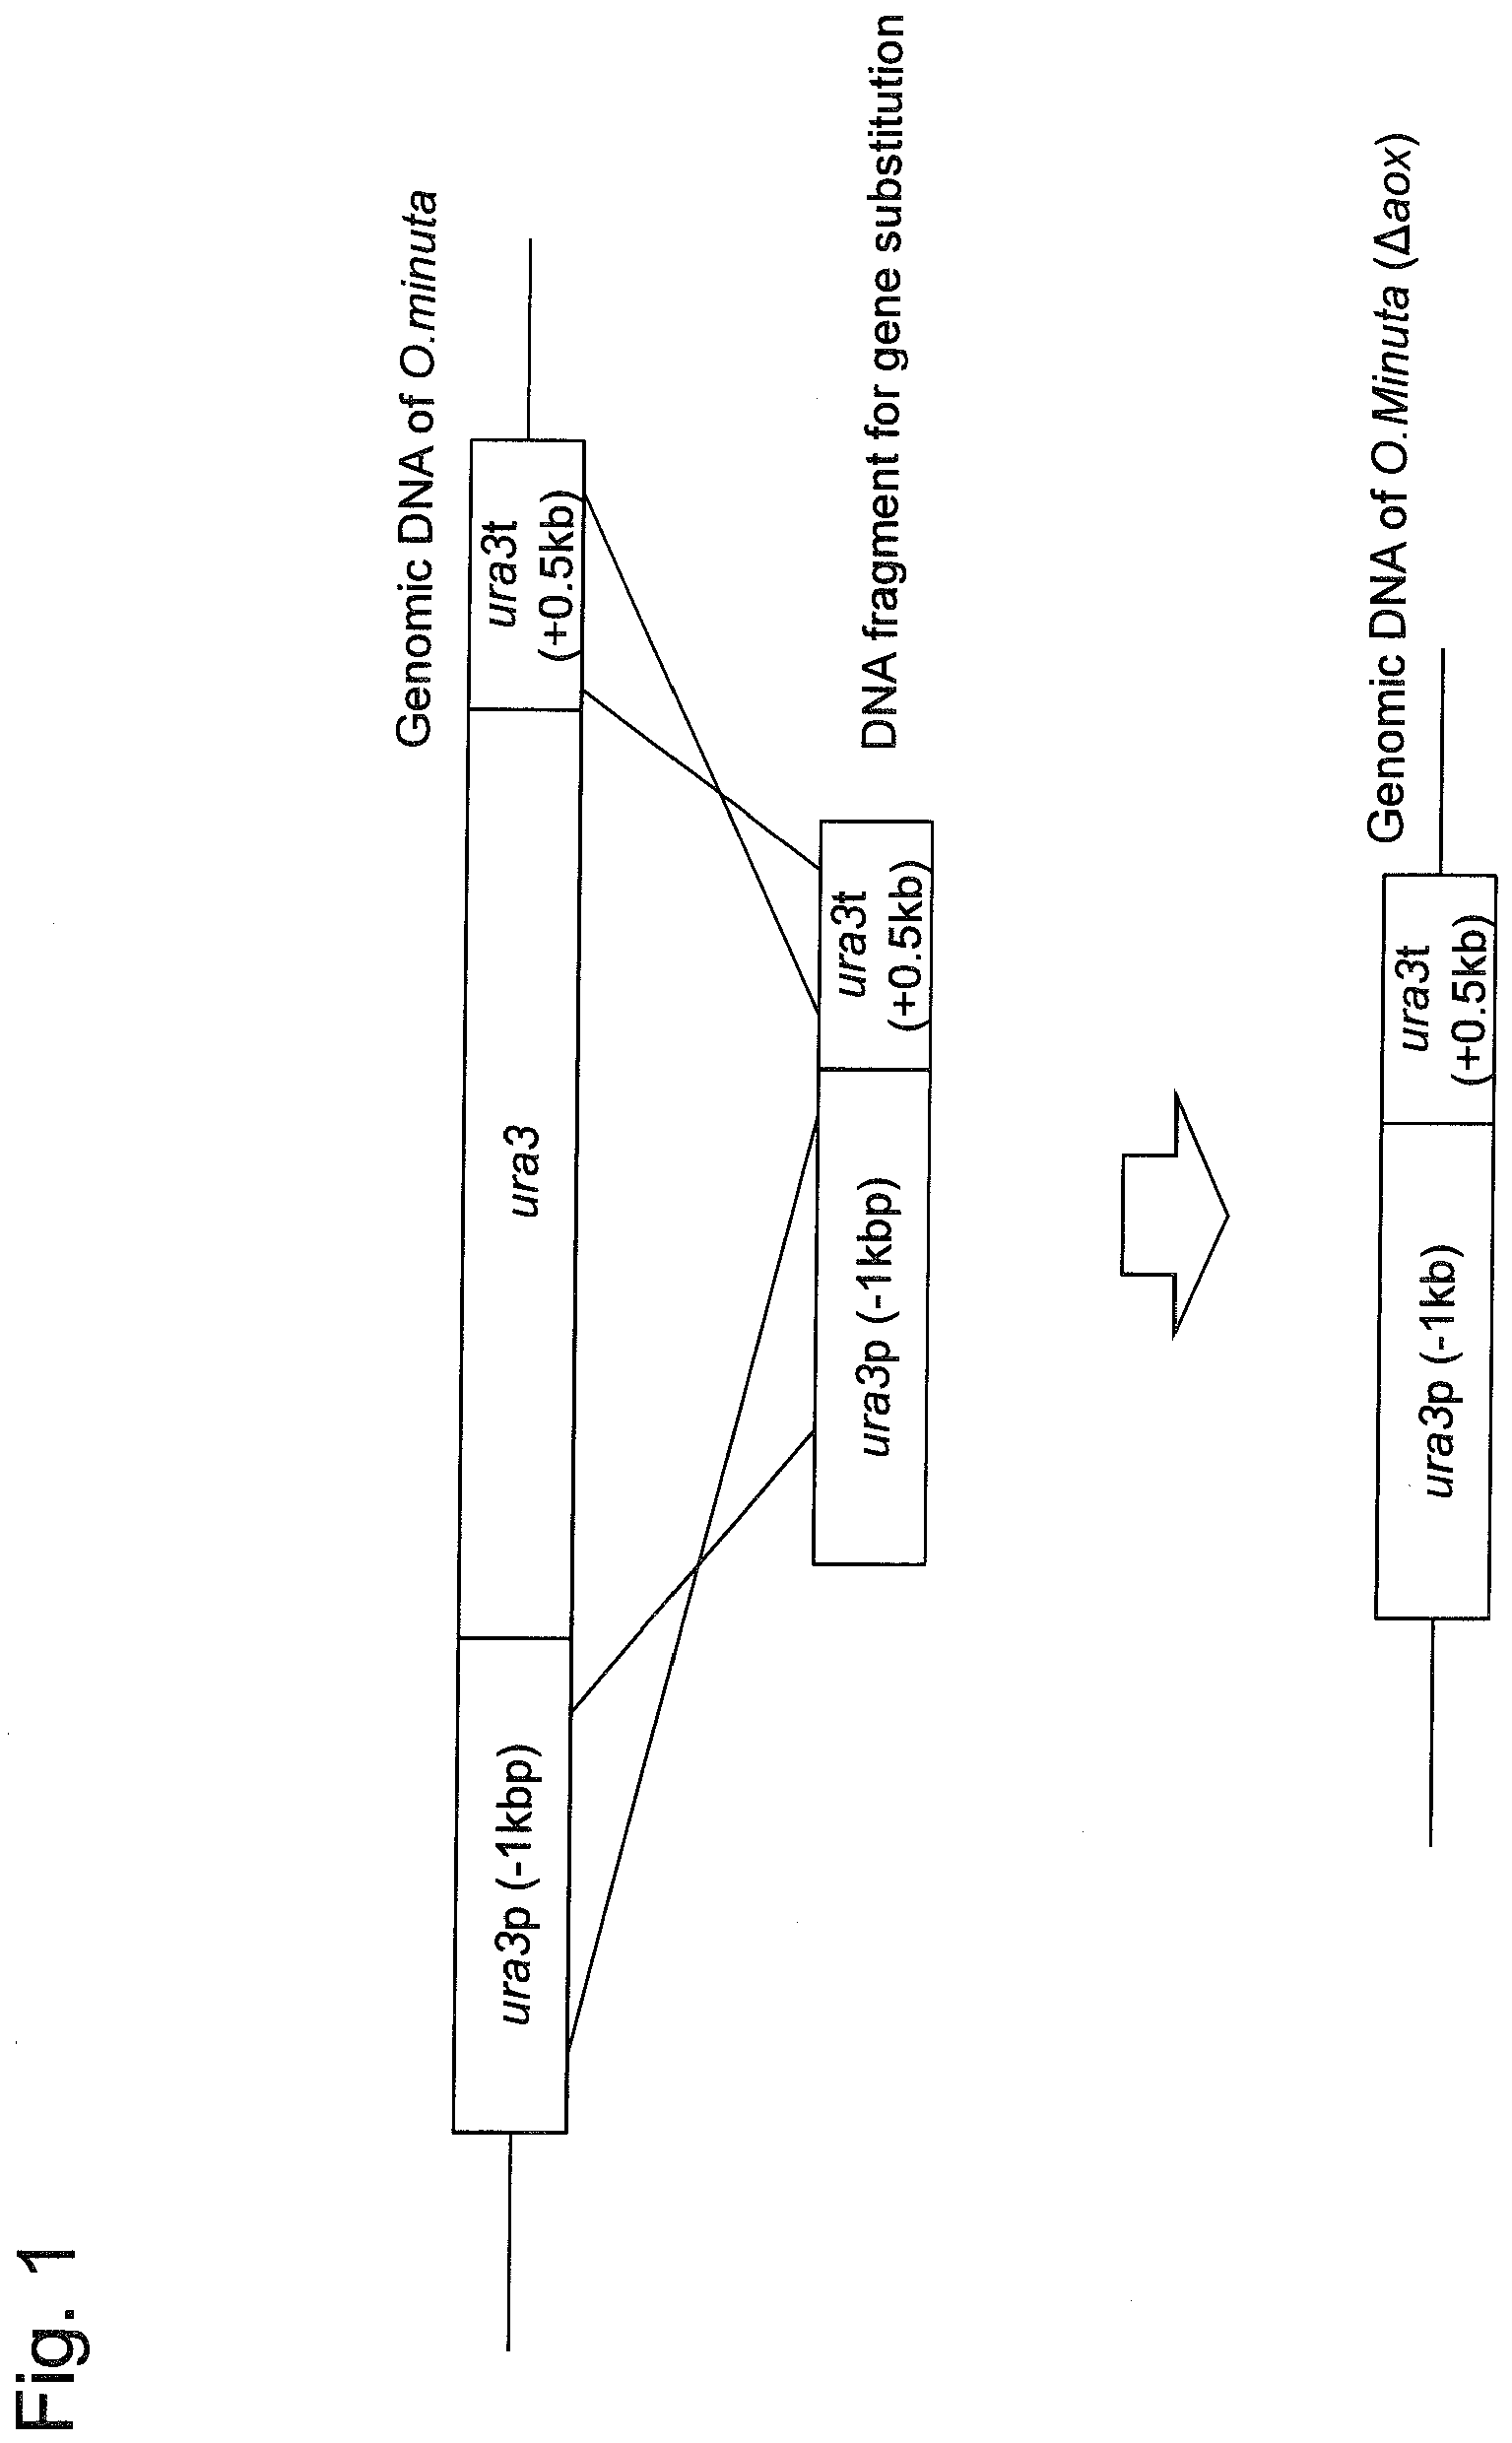 Fig. 1
Genomic DNA of O.minuta
ura3p (-1kbp)
ura3
ura3t
(+0.5kb)
DNA fragment for gene substitution
ura3p (-1kbp)
ura3t
(+0.5kb)
Genomic DNA of O.Minuta (Δaox)
ura3p (-1kb)
ura3t
(+0.5kb)